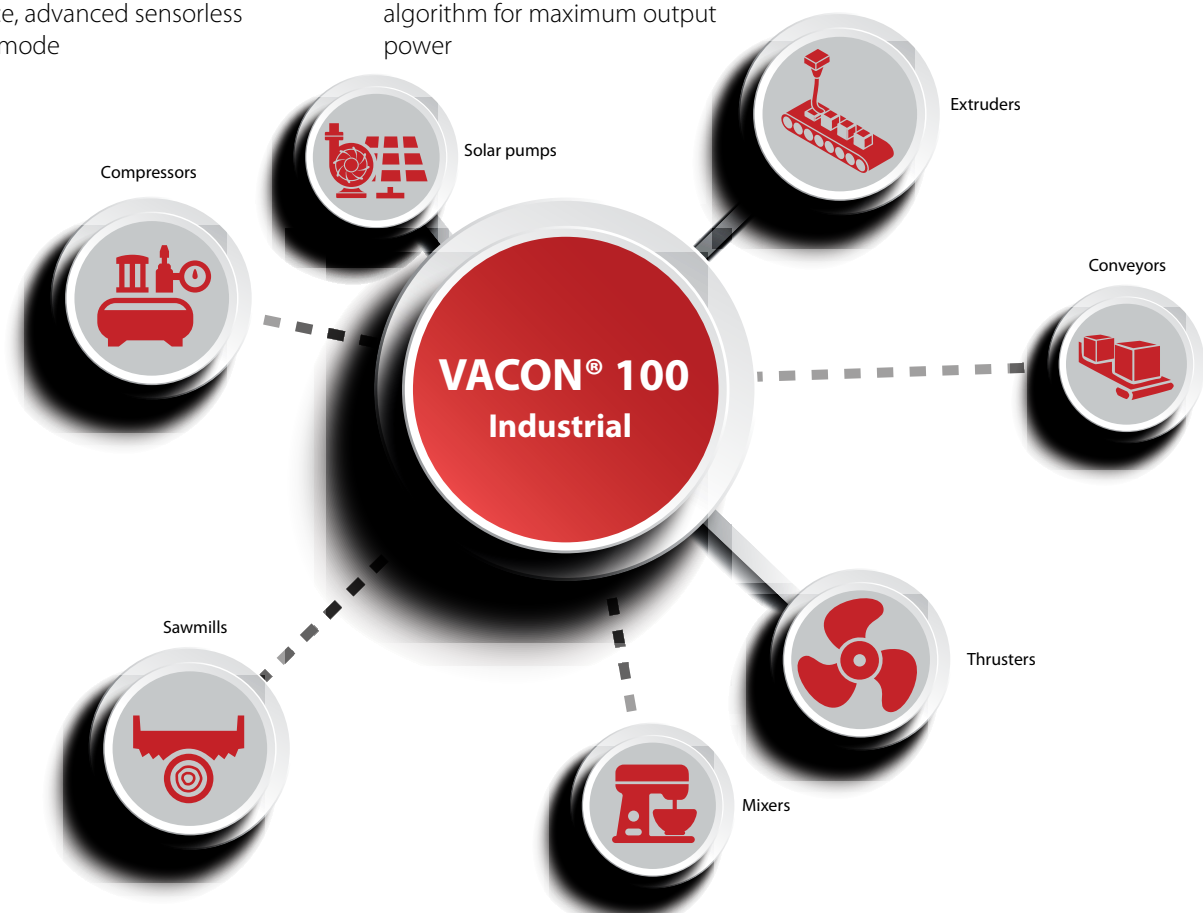 , advanced sensorless
mode
algorithm for maximum output
power
Extruders
Solar pumps
Compressors
Conveyors
VACON® 100
Industrial
Sawmills
Thrusters
Mixers